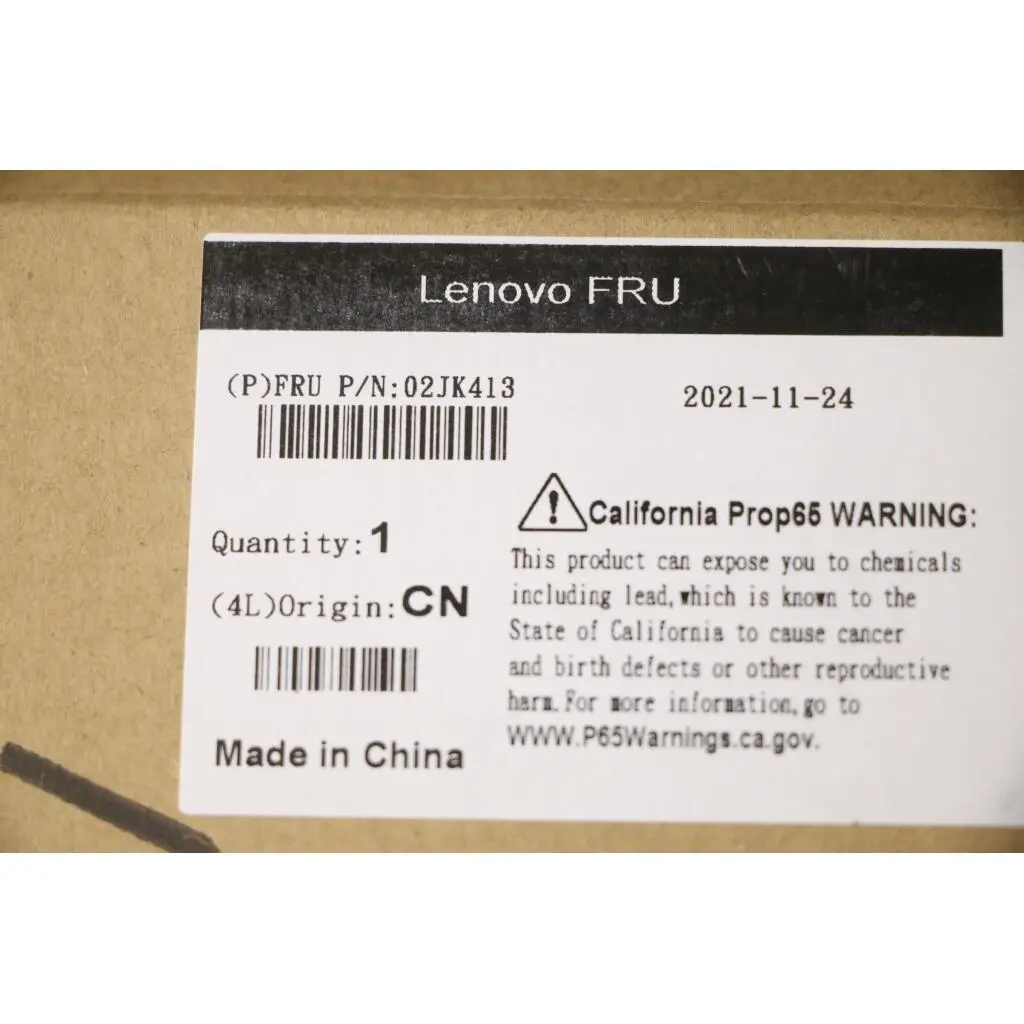 Lenovo FRU
(P)FRU P/N:02JK413
2021-11-24
Quantity:1
(4L)Origin:CN
Made in China
California Prop65 WARNING:
This product can expose you to chemicals
including lead,which is known to the
State of California to cause cancer
and birth defects or other reproductive
harm.For more information,go to
WWW.P65Warnings.ca.gov.